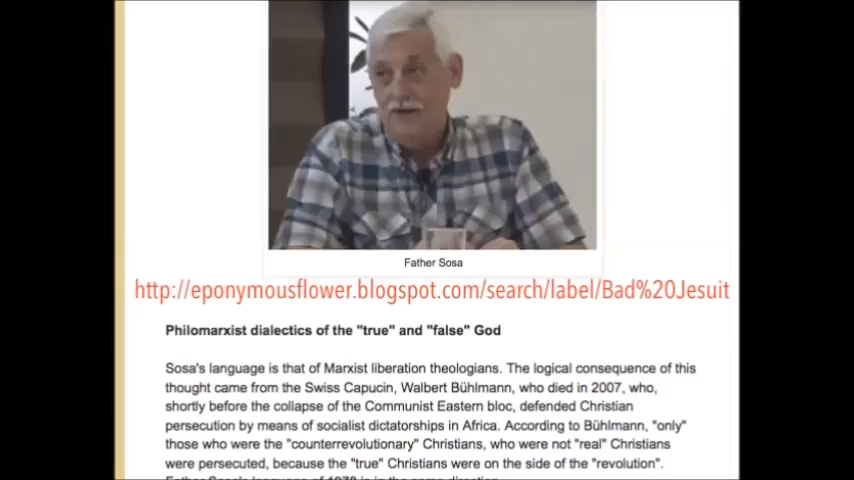 Father Sosa
http://eponymousflower.blogspot.com/search/label/Bad%20Jesuit
Philomarxist dialectics of the "true" and "false" God
Sosa's language is that of Marxist liberation theologians. The logical consequence of this
thought came from the Swiss Capucin, Walbert Bühlmann, who died in 2007, who,
shortly before the collapse of the Communist Eastern bloc, defended Christian
persecution by means of socialist dictatorships in Africa. According to Bühlmann, "only"
those who were the "counterrevolutionary" Christians, who were not "real" Christians
were persecuted, because the "true" Christians were on the side of the "revolution".